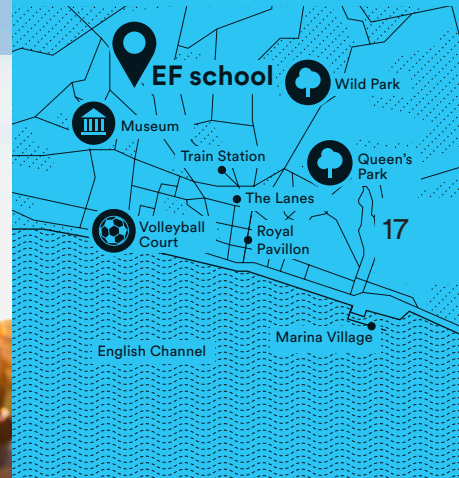 EF school
Wild Park
Museum
Train Station
Queen's
Park
The Lanes
Volleyball
Court
Royal
Pavillon
17
Marina Village
English Channel